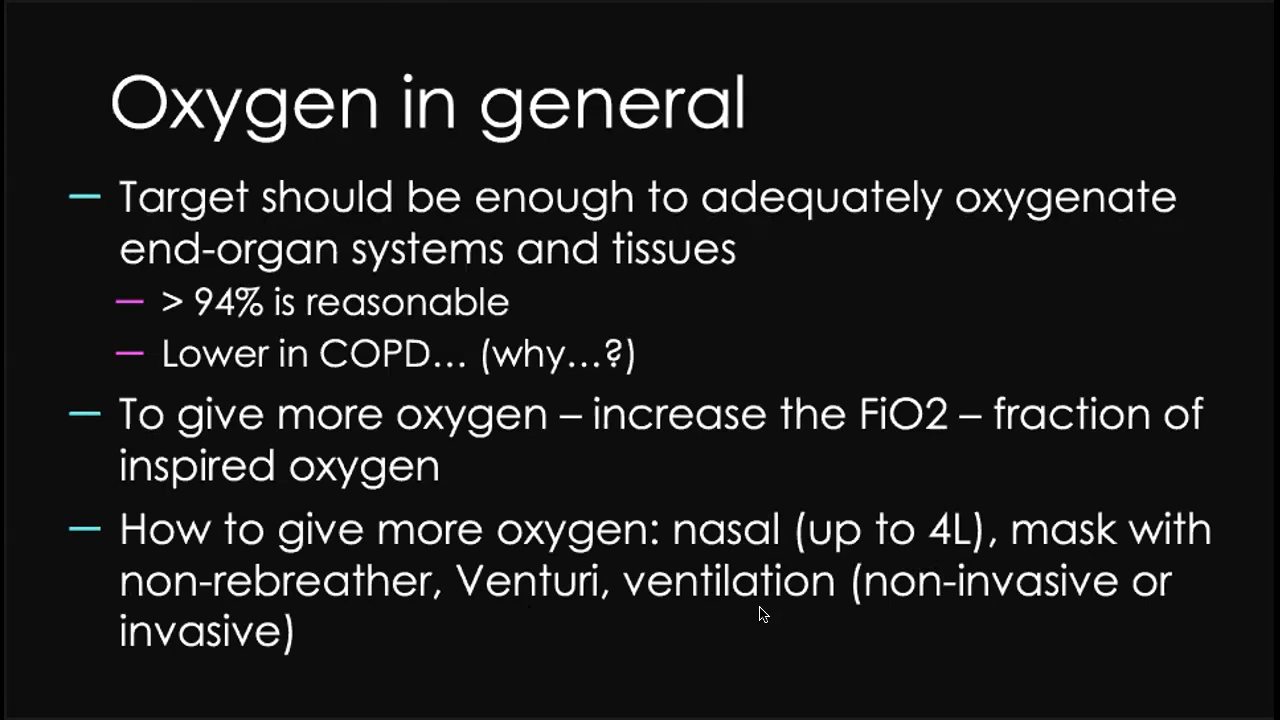 Oxygen in general
— Target should be enough to adequately oxygenate
end-organ systems and tissues
— > 94% is reasonable
— Lower in COPD… (why…?)
— To give more oxygen – increase the FiO2 – fraction of
inspired oxygen
— How to give more oxygen: nasal (up to 4L), mask with
non-rebreather, Venturi, ventilation (non-invasive or
invasive)